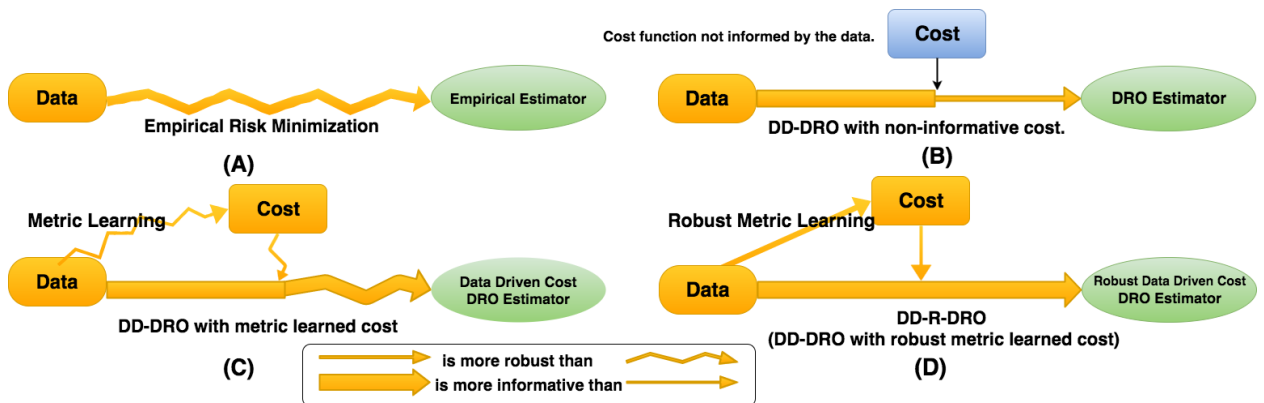 Data
Empirical Risk Minimization
Empirical Estimator
(A)
Cost function not informed by the data.
Cost
Data
DD-DRO with non-informative cost.
DRO Estimator
(B)
Metric Learning
Cost
Data
DD-DRO with metric learned cost
Data Driven Cost
DRO Estimator
(C)
Robust Metric Learning
Cost
Data
DD-R-DRO
(DD-DRO with robust metric learned cost)
Robust Data Driven Cost
DRO Estimator
(D)
is more robust than
is more informative than